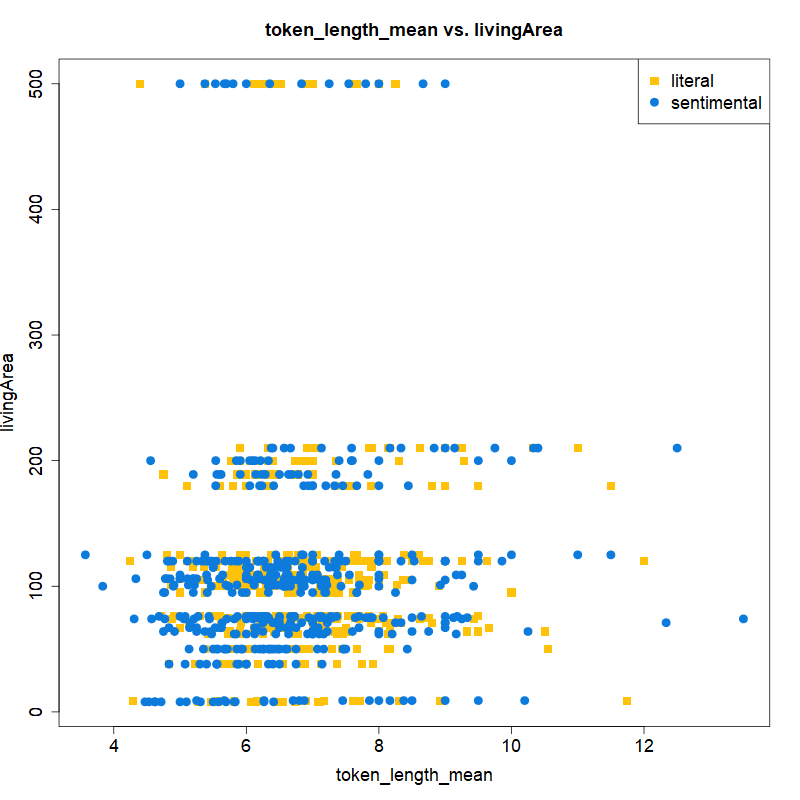 token_length_mean vs. livingArea
literal
sentimental
500
400
300
200
100
0
livingArea
4 6 8 10 12
token_length_mean